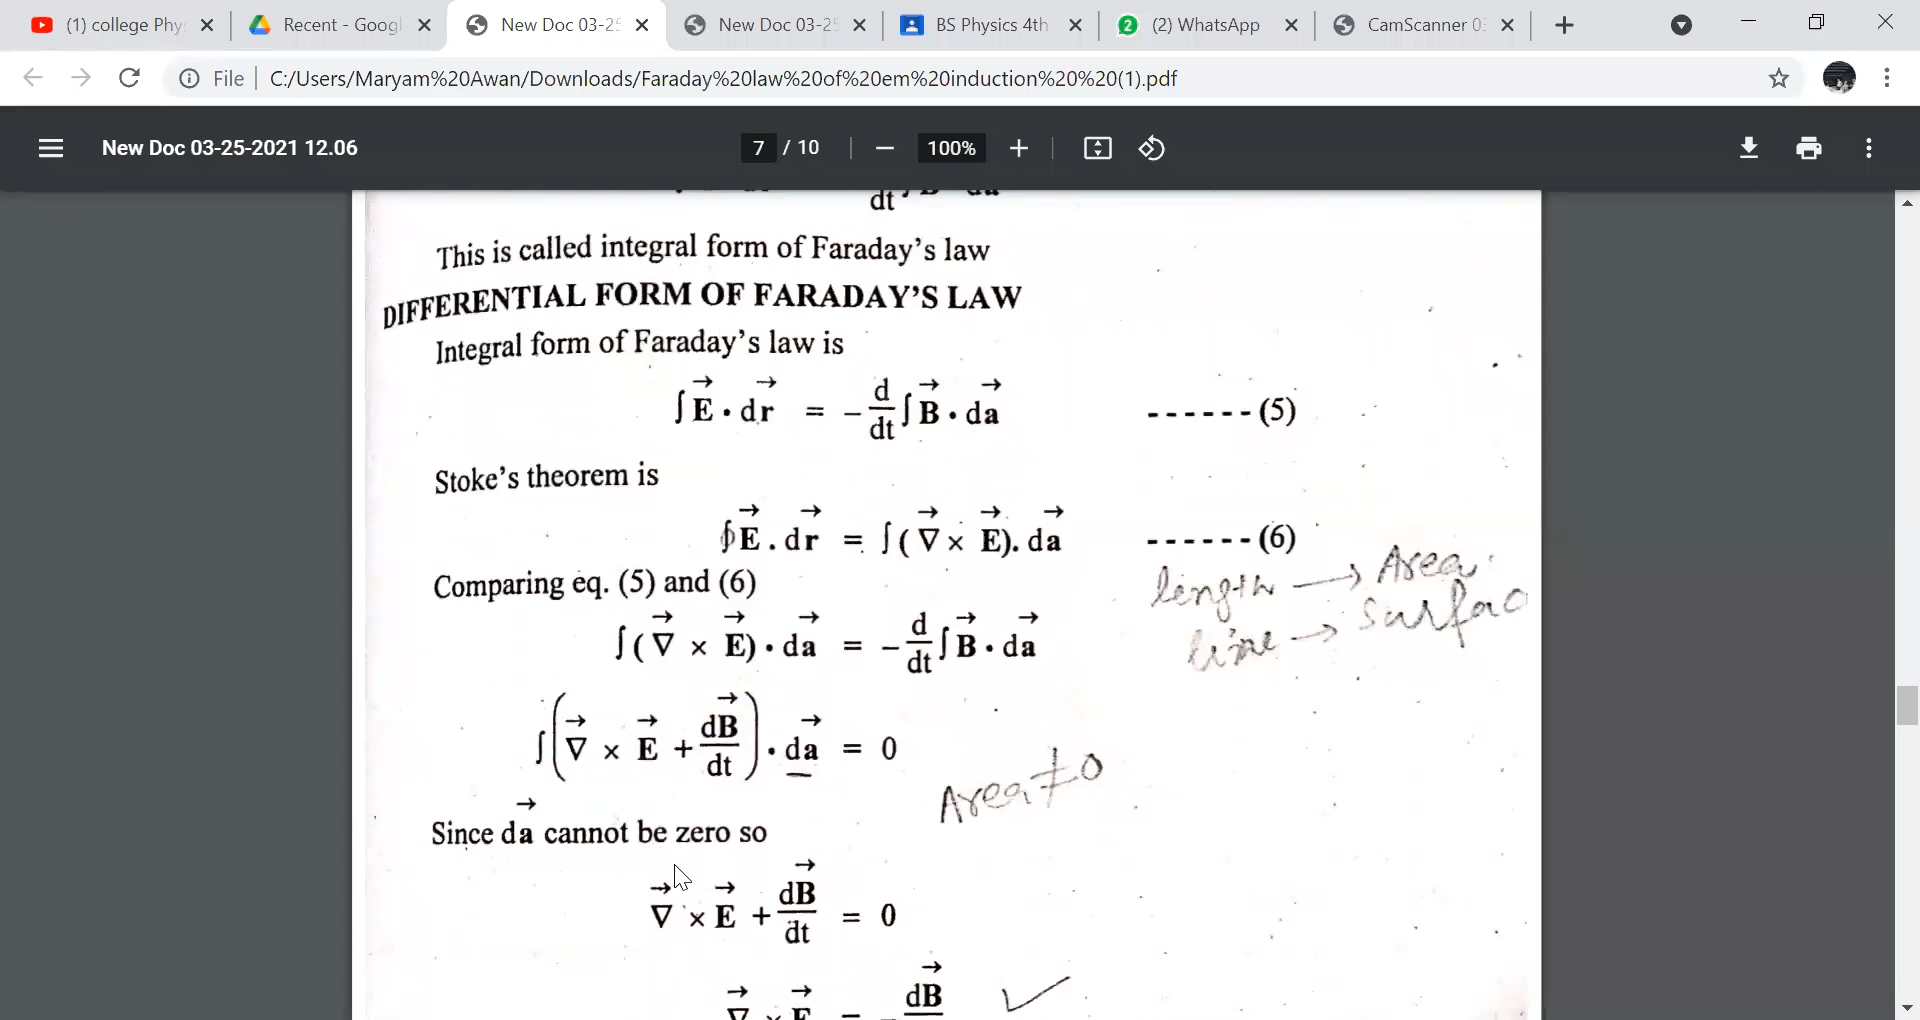 (1) college Phy
Recent - Googl
New Doc 03-25
New Doc 03-25
BS Physics 4th
(2) WhatsApp
CamScanner 03
File
C:/Users/Maryam%20Awan/Downloads/Faraday%20law%20of%20em%20induction%20%20(1).pdf
New Doc 03-25-2021 12.06
7 / 10
100%
dt
This is called integral form of Faraday's law
DIFFERENTIAL FORM OF FARADAY'S LAW
Integral form of Faraday's law is
∫E⃗ · dr⃗ = - d/dt ∫B⃗ · da⃗ ------ (5)
Stoke's theorem is
∮E⃗ . dr⃗ = ∫(∇⃗ × E⃗). da⃗ ------ (6)
length → Area
Comparing eq. (5) and (6)
line → Surfac
∫(∇⃗ × E⃗) · da⃗ = - d/dt ∫B⃗ · da⃗
∫(∇⃗ × E⃗ + dB⃗/dt) · da⃗ = 0
Area ≠ 0
Since da⃗ cannot be zero so
∇⃗ × E⃗ + dB⃗/dt = 0
∇⃗ × E⃗ = - dB⃗